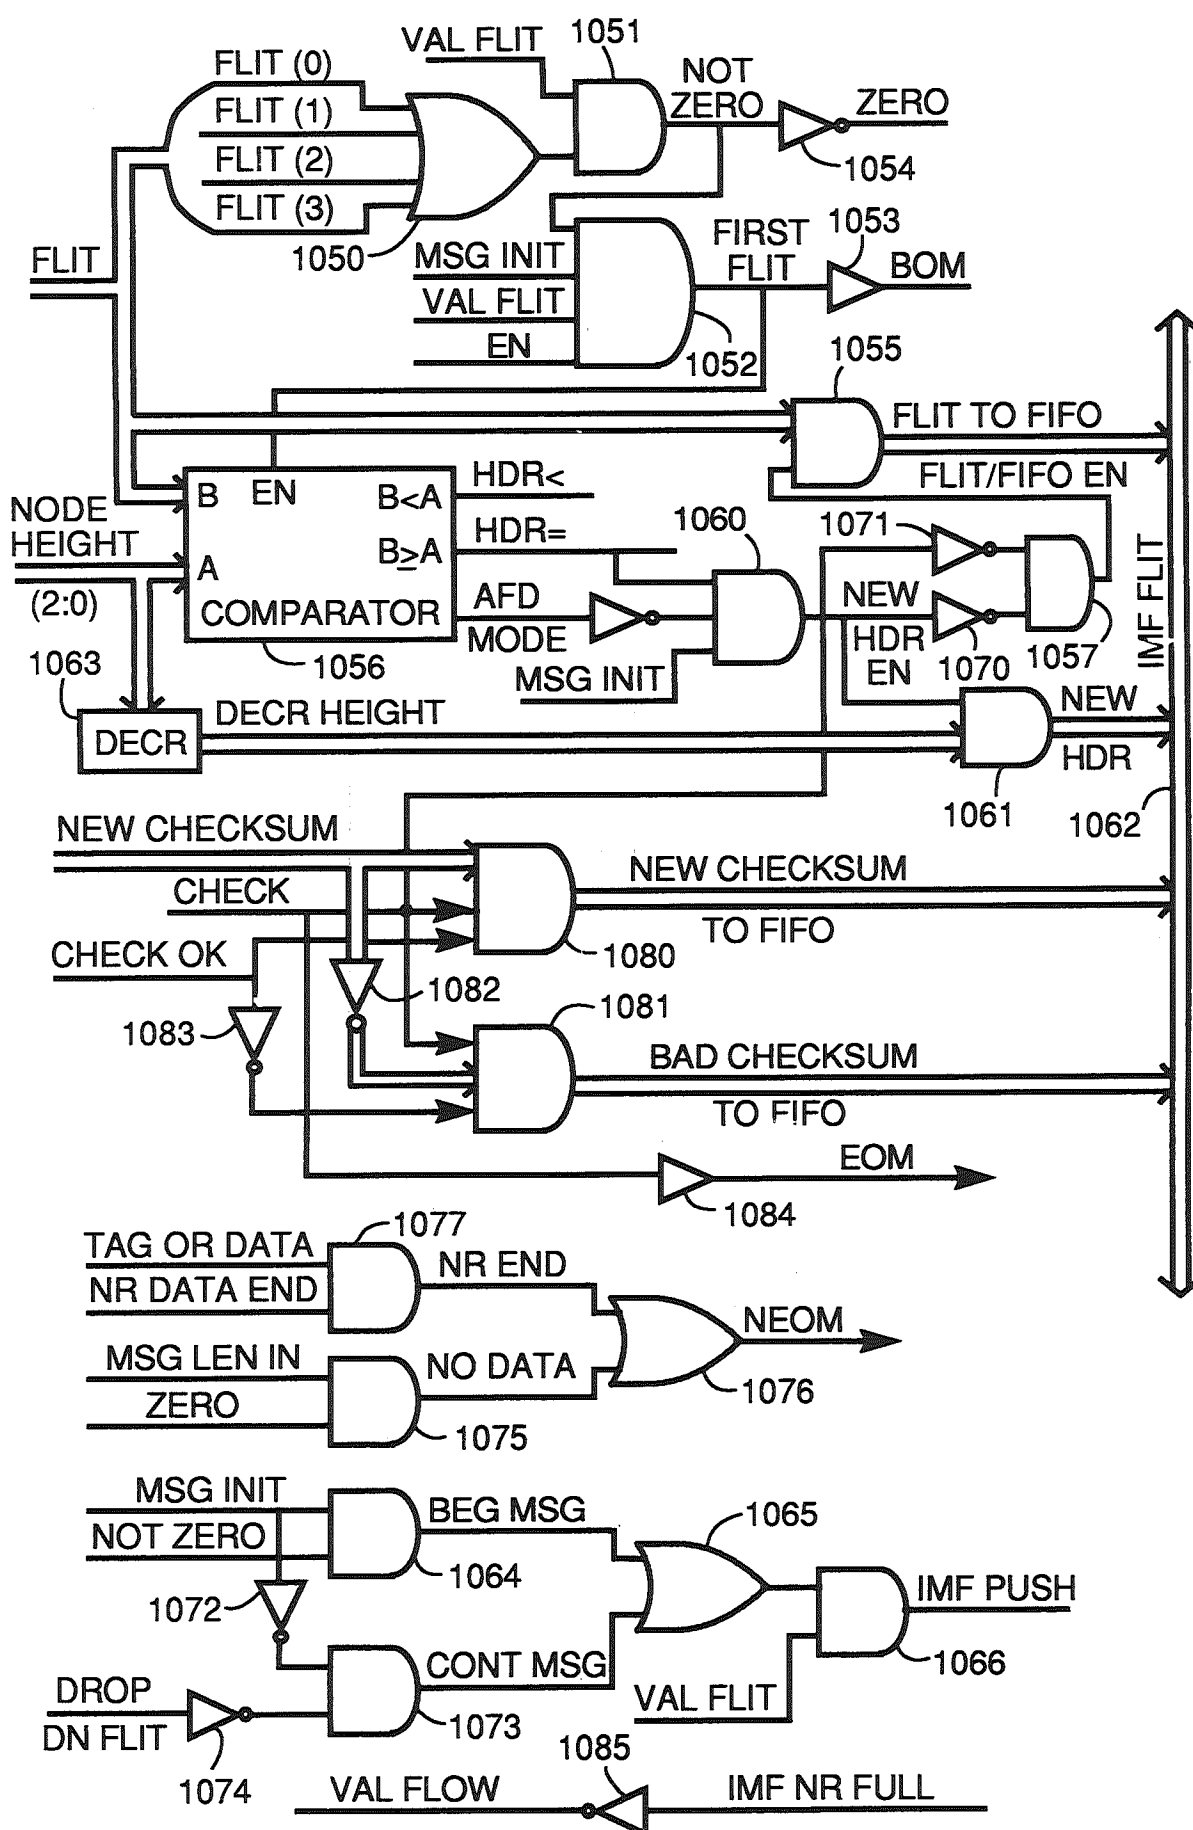 VAL FLIT
1051
FLIT (0)
NOT
ZERO
ZERO
FLIT (1)
FLIT (2)
1054
FLIT (3)
1050
FLIT
MSG INIT
FIRST
FLIT
1053
BOM
VAL FLIT
EN
1052
1055
FLIT TO FIFO
FLIT/FIFO EN
B
EN
B<A
HDR<
NODE
HEIGHT
(2:0)
A
B≥A
HDR=
1060
1071
COMPARATOR
AFD
MODE
NEW
HDR
EN
1070
1057
IMF FLIT
1063
1056
MSG INIT
DECR
DECR HEIGHT
NEW
HDR
1061
1062
NEW CHECKSUM
CHECK
NEW CHECKSUM
TO FIFO
CHECK OK
1080
1082
1083
1081
BAD CHECKSUM
TO FIFO
EOM
1084
1077
TAG OR DATA
NR DATA END
NR END
NEOM
MSG LEN IN
ZERO
NO DATA
1076
1075
MSG INIT
NOT ZERO
BEG MSG
1065
1064
IMF PUSH
1072
1066
CONT MSG
DROP
DN FLIT
VAL FLIT
1073
1074
1085
VAL FLOW
IMF NR FULL